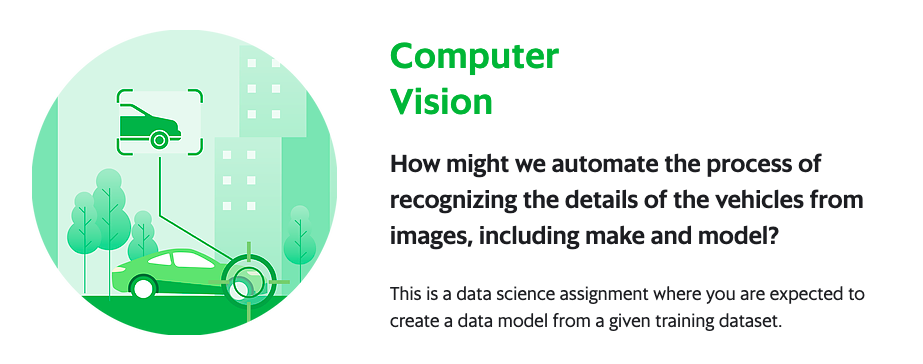 Computer
Vision
How might we automate the process of
recognizing the details of the vehicles from
images, including make and model?
This is a data science assignment where you are expected to
create a data model from a given training dataset.